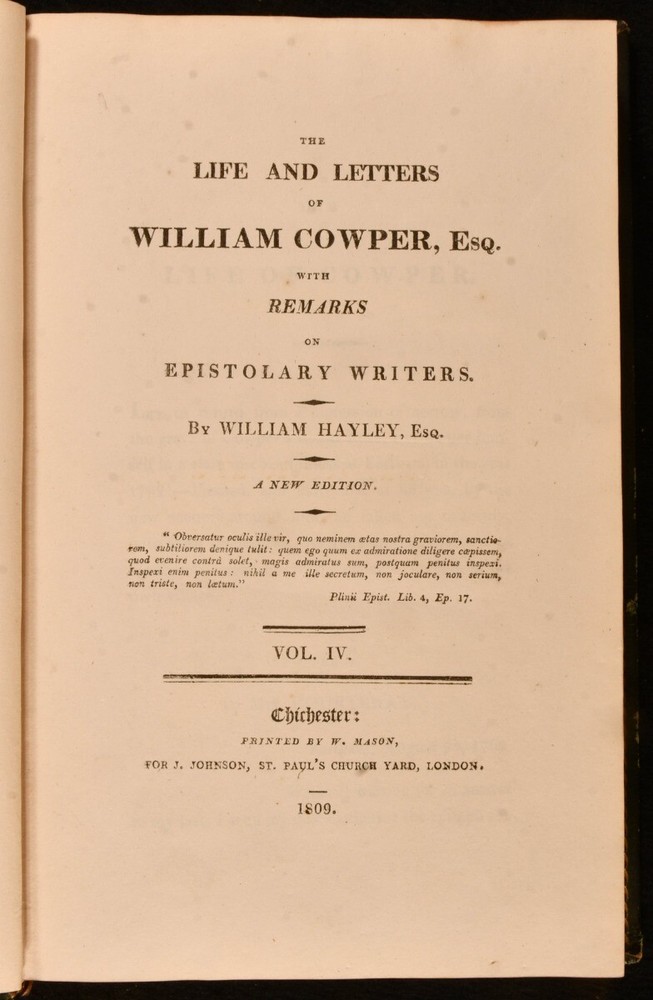 THE
LIFE AND LETTERS
OF
WILLIAM COWPER, Esq.
WITH
REMARKS
ON
EPISTOLARY WRITERS.
By WILLIAM HAYLEY, Esq.
A NEW EDITION.
"Obversatur oculis ille vir, quo neminem ætas nostra graviorem, sanctio-
rem, subtiliorem denique tulit: quem ego quum ex admiratione diligere cœpissem,
quod evenire contrà solet, magis admiratus sum, postquam penitus inspexi.
Inspexi enim penitus: nihil a me ille secretum, non joculare, non serium,
non triste, non lœtum."
Plinii Epist. Lib. 4, Ep. 17.
VOL. IV.
Chichester:
PRINTED BY W. MASON,
FOR J. JOHNSON, ST. PAUL'S CHURCH YARD, LONDON.
1809.